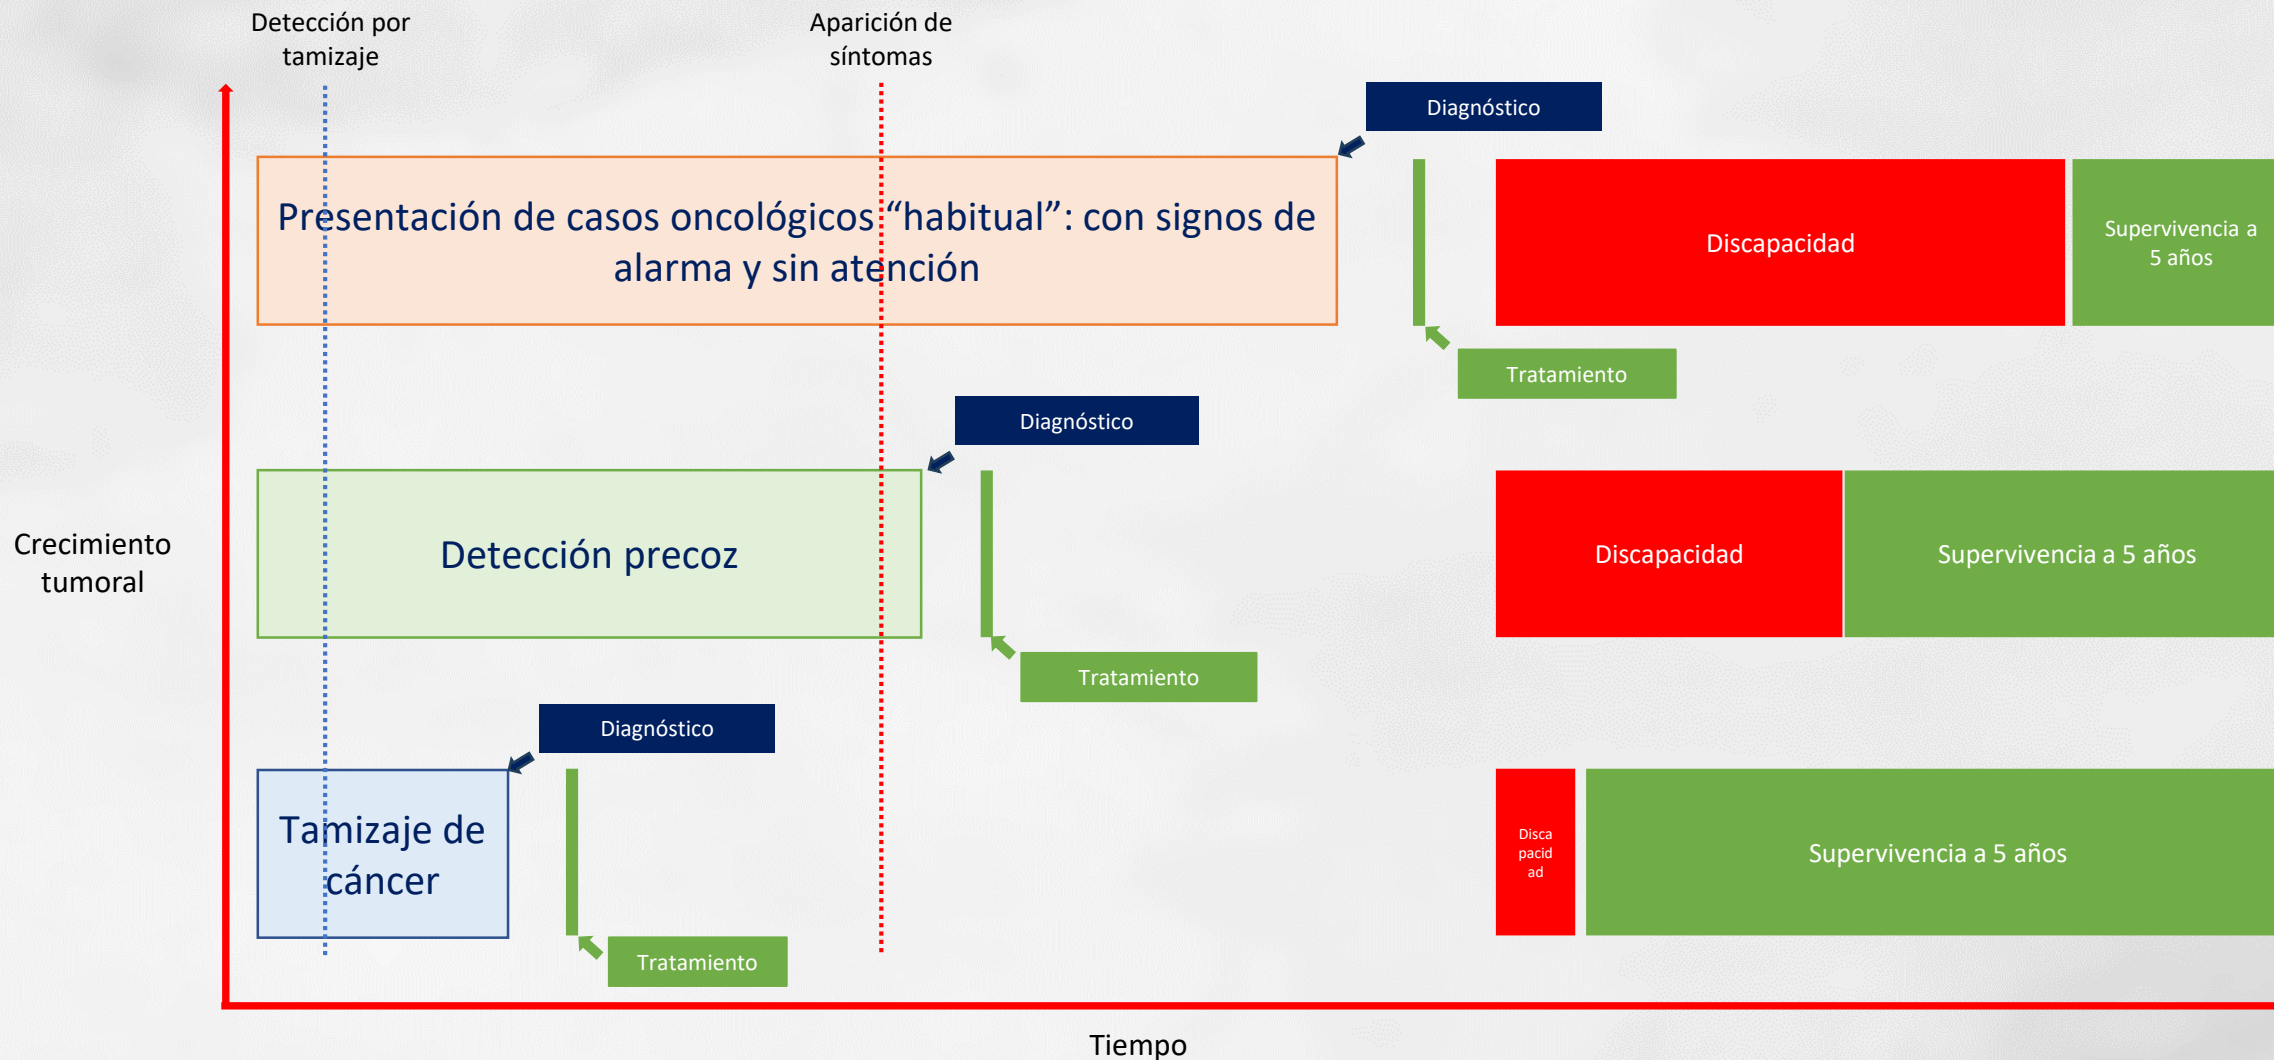 Detección por
tamizaje
Aparición de
síntomas
Diagnóstico
Presentación de casos oncológicos “habitual”: con signos de
alarma y sin atención
Discapacidad
Supervivencia a
5 años
Tratamiento
Diagnóstico
Crecimiento
tumoral
Detección precoz
Discapacidad
Supervivencia a 5 años
Tratamiento
Diagnóstico
Tamizaje de
cáncer
Disca
pacid
ad
Supervivencia a 5 años
Tratamiento
Tiempo